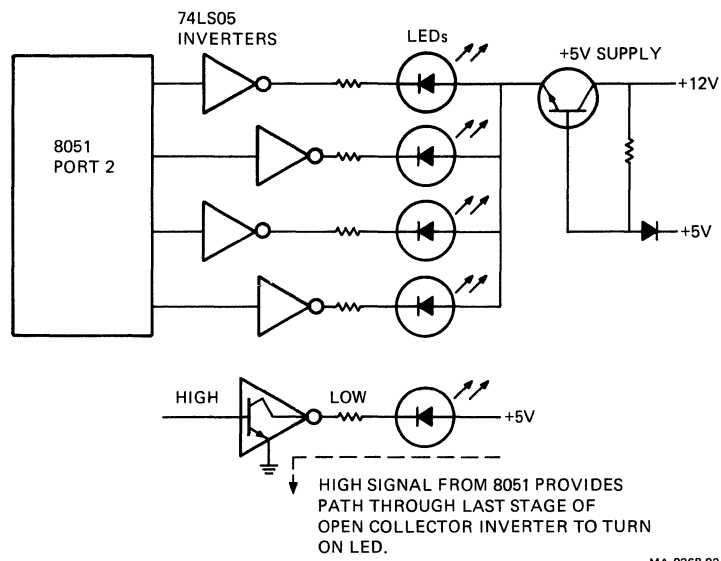 74LS05
INVERTERS
LEDs
+5V SUPPLY
+12V
8051
PORT 2
+5V
HIGH
LOW
+5V
HIGH SIGNAL FROM 8051 PROVIDES
PATH THROUGH LAST STAGE OF
OPEN COLLECTOR INVERTER TO TURN
ON LED.